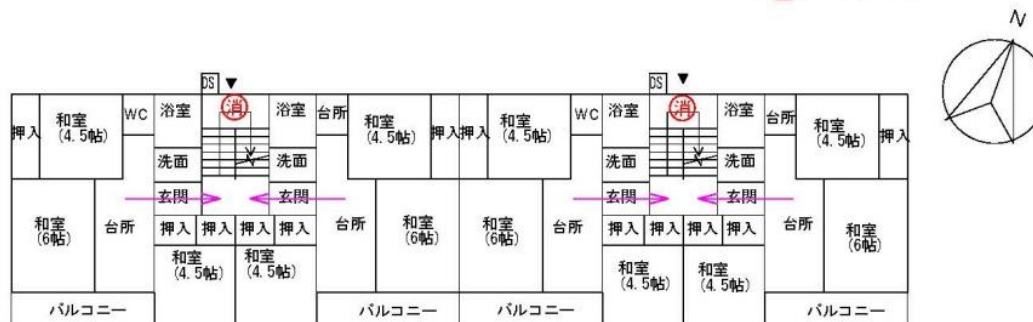 N
DS
DS
消
消
押入
和室
(4.5帖)
WC
浴室
浴室
台所
和室
(4.5帖)
押入
押入
和室
(4.5帖)
WC
浴室
浴室
台所
和室
(4.5帖)
押入
洗面
洗面
洗面
洗面
玄関
玄関
玄関
玄関
和室
(6帖)
台所
押入
押入
押入
押入
台所
和室
(6帖)
和室
(6帖)
台所
押入
押入
押入
押入
台所
和室
(6帖)
和室
(4.5帖)
和室
(4.5帖)
和室
(4.5帖)
和室
(4.5帖)
バルコニー
バルコニー
バルコニー
バルコニー